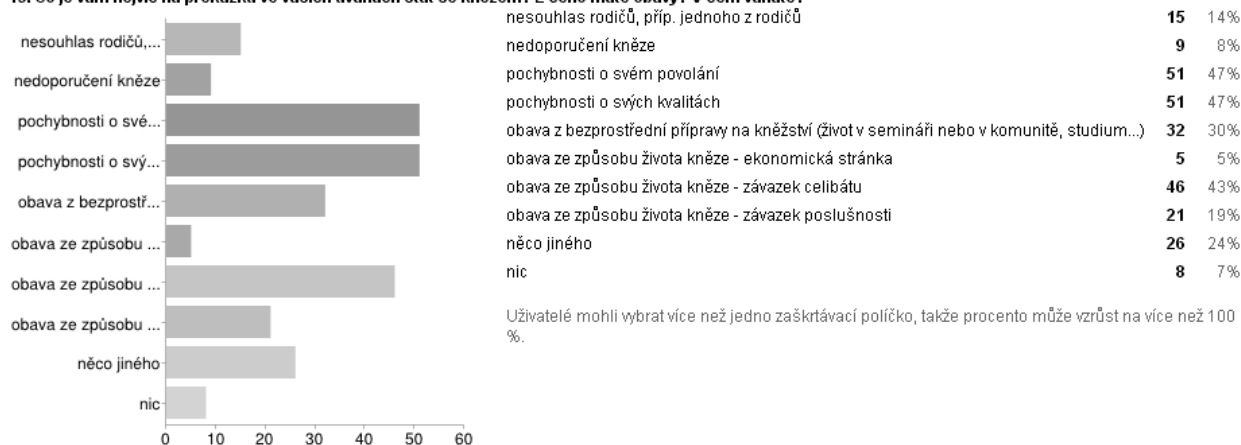 nesouhlas rodičů,...
nedoporučení kněze
pochybnosti o své...
pochybnosti o svý...
obava z bezprostř...
obava ze způsobu ...
obava ze způsobu ...
obava ze způsobu ...
něco jiného
nic
0 10 20 30 40 50 60
nesouhlas rodičů, příp. jednoho z rodičů 15 14%
nedoporučení kněze 9 8%
pochybnosti o svém povolání 51 47%
pochybnosti o svých kvalitách 51 47%
obava z bezprostřední přípravy na kněžství (život v semináři nebo v komunitě, studium...) 32 30%
obava ze způsobu života kněze - ekonomická stránka 5 5%
obava ze způsobu života kněze - závazek celibátu 46 43%
obava ze způsobu života kněze - závazek poslušnosti 21 19%
něco jiného 26 24%
nic 8 7%
Uživatelé mohli vybrat více než jedno zaškrtávací políčko, takže procento může vzrůst na více než 100
%.